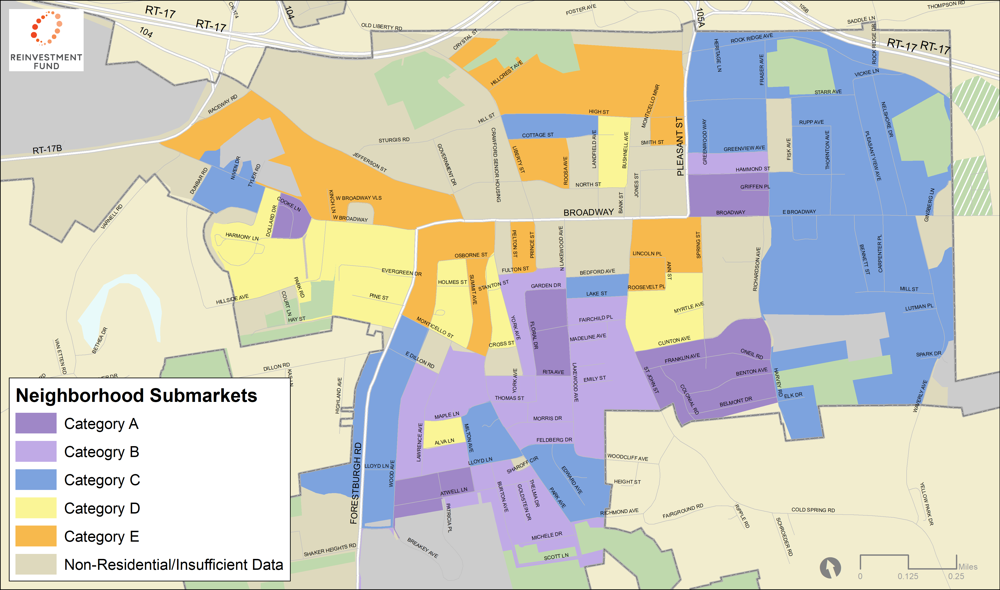 RT-17
CR-174
104
FOSTER AVE
105A
105B
THOMPSON RD
RT-17
OLD LIBERTY RD
SADDLE LN
104
CRYSTAL ST
HERITAGE LN
ROCK RIDGE AVE
ROCK RIDGE DR
RT-17
RT-17
REINVESTMENT
FUND
HILLCREST AVE
FRASER AVE
VICKIE LN
RACEWAY RD
MONTICELLO MNR
STARR AVE
HILL ST
HIGH ST
NELSHORE DR
RT-17B
STURGIS RD
CRAWFORD SENIOR HOUSING
COTTAGE ST
LANDFIELD AVE
BUSHNELL AVE
SMITH ST
PLEASANT ST
GREENWOOD WAY
RUPP AVE
THORNTON AVE
PLEASANT VIEW AVE
GREENVIEW AVE
FISK AVE
GOVERNMENT DR
JEFFERSON ST
LIBERTY ST
ROOSA AVE
HAMMOND ST
NIVEN DR
TYLER RD
DUNBAR RD
NORTH ST
JONES ST
GRIFFEN PL
COOKE LN
KINCH LN
W BROADWAY VLS
BANK ST
GINSBERG LN
VARNELL RD
DOLLARD DR
W BROADWAY
BROADWAY
BROADWAY
E BROADWAY
HARMONY LN
PELTON ST
PRINCE ST
N LAKEWOOD AVE
SPRING ST
OSBORNE ST
LINCOLN PL
RICHARDSON AVE
BENNETT ST
CARPENTER PL
EVERGREEN DR
FULTON ST
BEDFORD AVE
ANN ST
SUMMIT AVE
HOLMES ST
STANTON ST
GARDEN DR
ROOSEVELT PL
PARK RD
HILLSIDE AVE
COURT LN
PINE ST
LAKE ST
MILL ST
MYRTLE AVE
LUTMAN PL
HAY ST
MONTICELLO ST
YORK AVE
FLORAL DR
FAIRCHILD PL
BETHEA DR
VAN ETTEN RD
CROSS ST
MADELINE AVE
CLINTON AVE
DILLON RD
E DILLON RD
FRANKLIN AVE
ONEIL RD
SPARK DR
RD
VER DR
KAS LN
HIGHLAND AVE
YORK AVE
RITA AVE
LAKEWOOD AVE
EMILY ST
ST JOHN ST
BENTON AVE
HARVEY RD
Neighborhood Submarkets
THOMAS ST
COLONIAL RD
BELMONT DR
ELK DR
WAVERLY AVE
Category A
MAPLE LN
MORRIS DR
LAWRENCE AVE
ALVA LN
MILTON AVE
FELDBERG DR
Cateogry B
FORESTBURGH RD
LLOYD LN
WOOD AVE
LLOYD LN
SHAROFF CIR
WOODCLIFF AVE
Category C
ATWELL LN
BURTON AVE
GOLDSTEIN DR
THELMA DR
PARK AVE
EDWARD AVE
HEIGHT ST
YELLOW PARK DR
Category D
PATRICIA PL
RICHMOND AVE
FAIRGROUND RD
RIPPLE RD
COLD SPRING RD
SCHROEDER RD
Category E
SHAKER HEIGHTS RD
BREAKEY AVE
MICHELE DR
SCOTT LN
Non-Residential/Insufficient Data
Miles
0
0.125
0.25